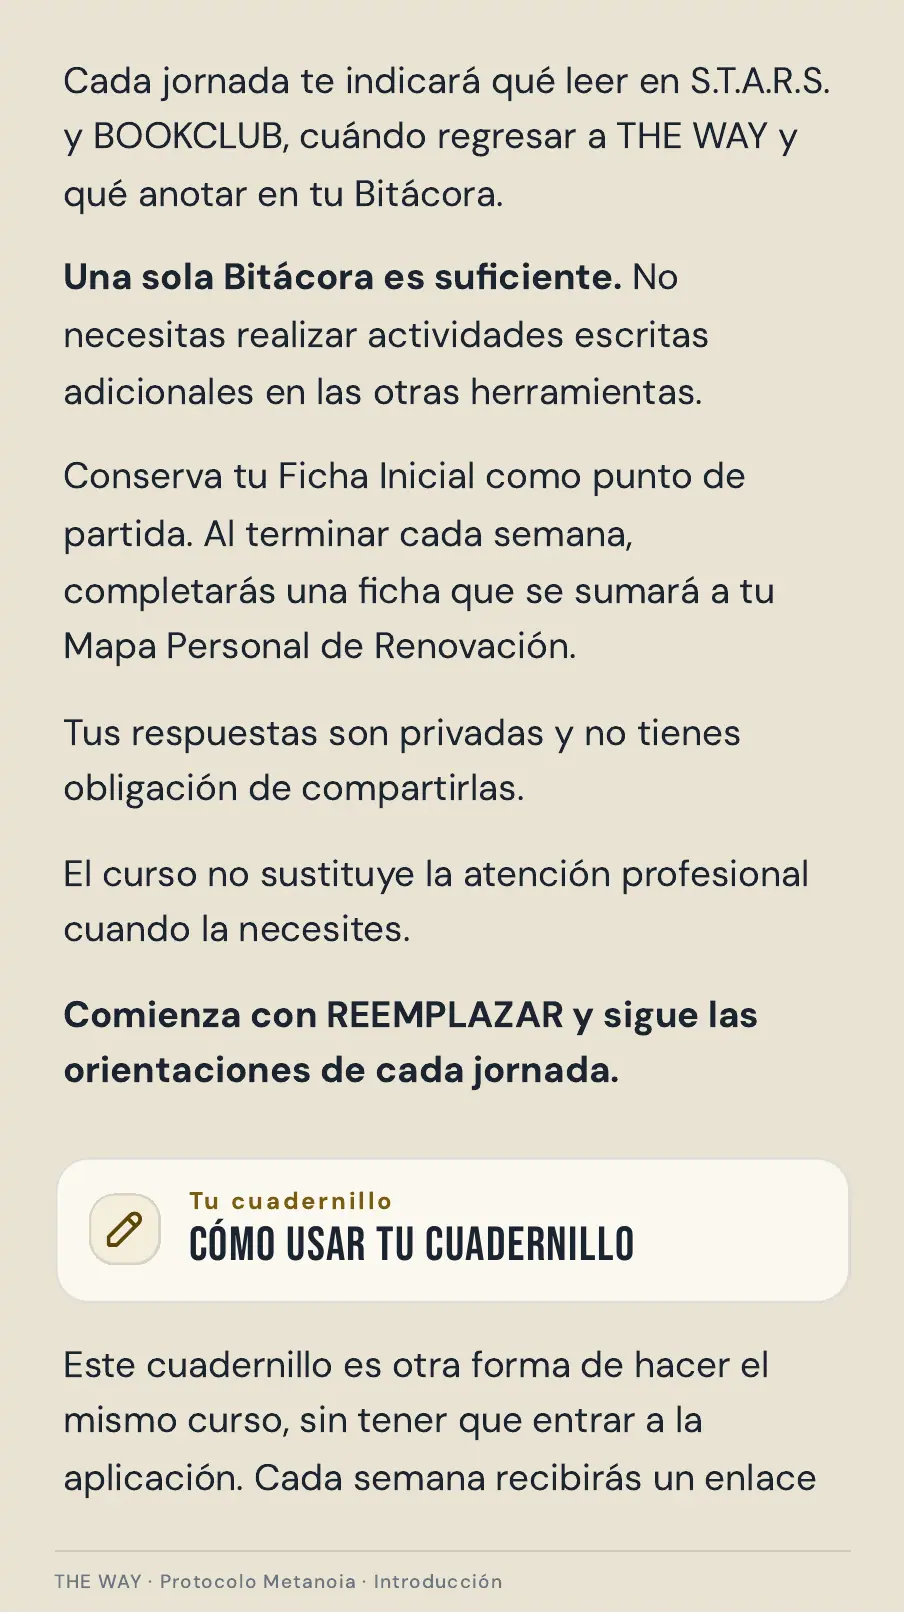 Cada jornada te indicará qué leer en S.T.A.R.S.
y BOOKCLUB, cuándo regresar a THE WAY y
qué anotar en tu Bitácora.
Una sola Bitácora es suficiente. No
necesitas realizar actividades escritas
adicionales en las otras herramientas.
Conserva tu Ficha Inicial como punto de
partida. Al terminar cada semana,
completarás una ficha que se sumará a tu
Mapa Personal de Renovación.
Tus respuestas son privadas y no tienes
obligación de compartirlas.
El curso no sustituye la atención profesional
cuando la necesites.
Comienza con REEMPLAZAR y sigue las
orientaciones de cada jornada.
Tu cuadernillo
CÓMO USAR TU CUADERNILLO
Este cuadernillo es otra forma de hacer el
mismo curso, sin tener que entrar a la
aplicación. Cada semana recibirás un enlace
THE WAY · Protocolo Metanoia · Introducción